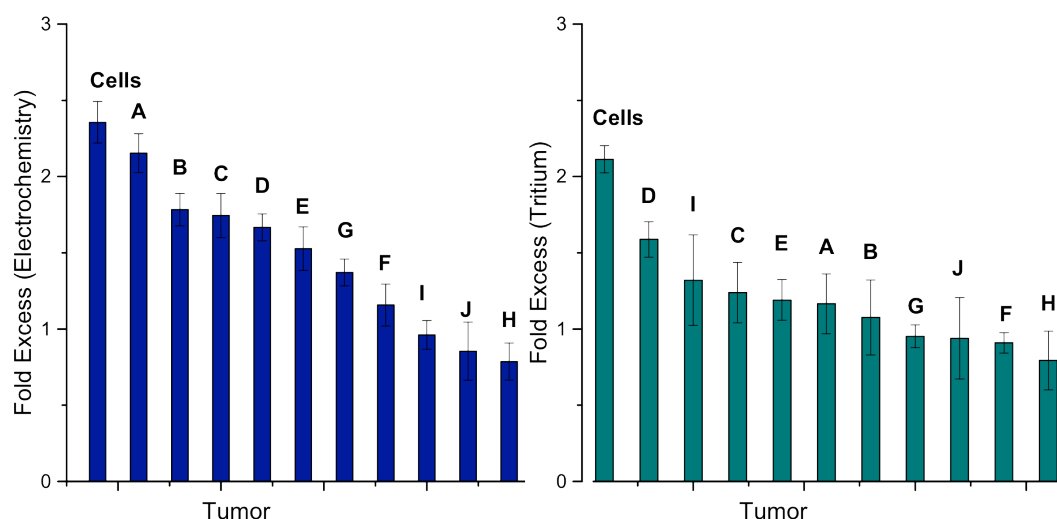 3
2
1
0
Fold Excess (Electrochemistry)
Cells
A
B
C
D
E
G
F
I
J
H
Tumor
3
2
1
0
Fold Excess (Tritium)
Cells
D
I
C
E
A
B
G
J
F
H
Tumor